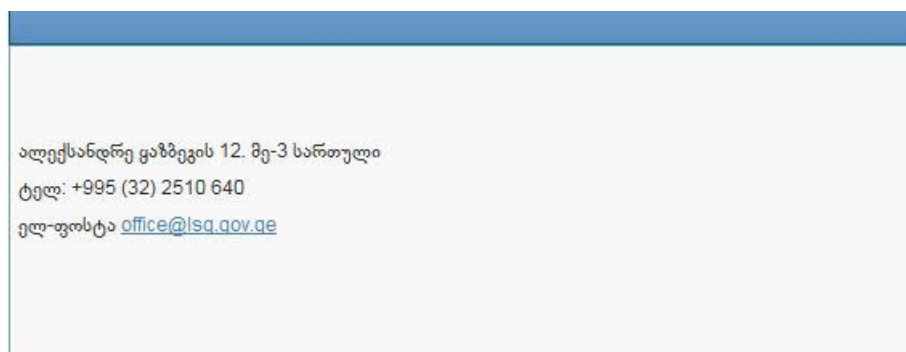 ალექსანდრე ყაზბეგის 12. მე-3 სართული
ტელ: +995 (32) 2510 640
ელ-ფოსტა office@lsg.gov.ge